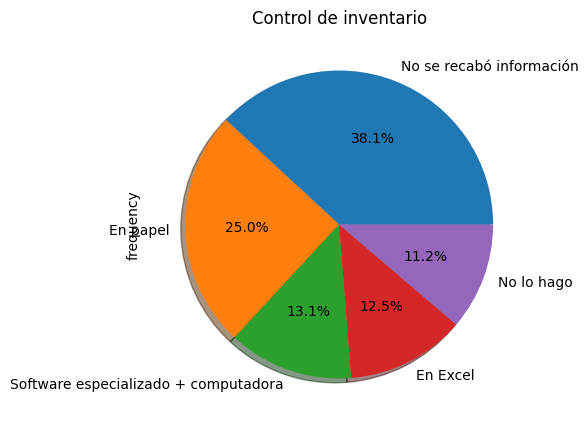 Control de inventario
No se recabó información
38.1%
frequency
En papel
25.0%
13.1%
12.5%
11.2%
No lo hago
En Excel
Software especializado + computadora